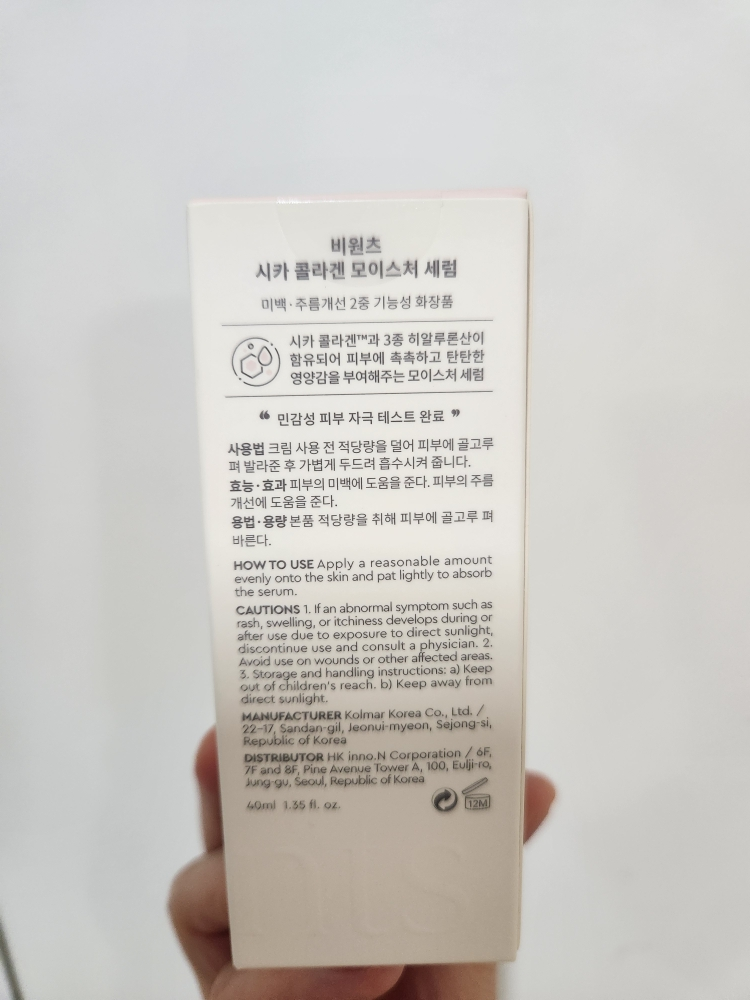 비원츠
시카 콜라겐 모이스처 세럼
미백·주름개선 2중 기능성 화장품
시카 콜라겐™과 3종 히알루론산이
함유되어 피부에 촉촉하고 탄탄한
영양감을 부여해주는 모이스처 세럼
❝ 민감성 피부 자극 테스트 완료 ❞
사용법 크림 사용 전 적당량을 덜어 피부에 골고루
펴 발라준 후 가볍게 두드려 흡수시켜 줍니다.
효능·효과 피부의 미백에 도움을 준다. 피부의 주름
개선에 도움을 준다.
용법·용량 본품 적당량을 취해 피부에 골고루 펴
바른다.
HOW TO USE Apply a reasonable amount
evenly onto the skin and pat lightly to absorb
the serum.
CAUTIONS 1. If an abnormal symptom such as
rash, swelling, or itchiness develops during or
after use due to exposure to direct sunlight,
discontinue use and consult a physician. 2.
Avoid use on wounds or other affected areas.
3. Storage and handling instructions: a) Keep
out of children's reach. b) Keep away from
direct sunlight.
MANUFACTURER Kolmar Korea Co., Ltd. /
22-17, Sandan-gil, Jeonui-myeon, Sejong-si,
Republic of Korea
DISTRIBUTOR HK inno.N Corporation / 6F,
7F and 8F, Pine Avenue Tower A, 100, Eulji-ro,
Jung-gu, Seoul, Republic of Korea
40ml 1.35 fl. oz.
12M
nts